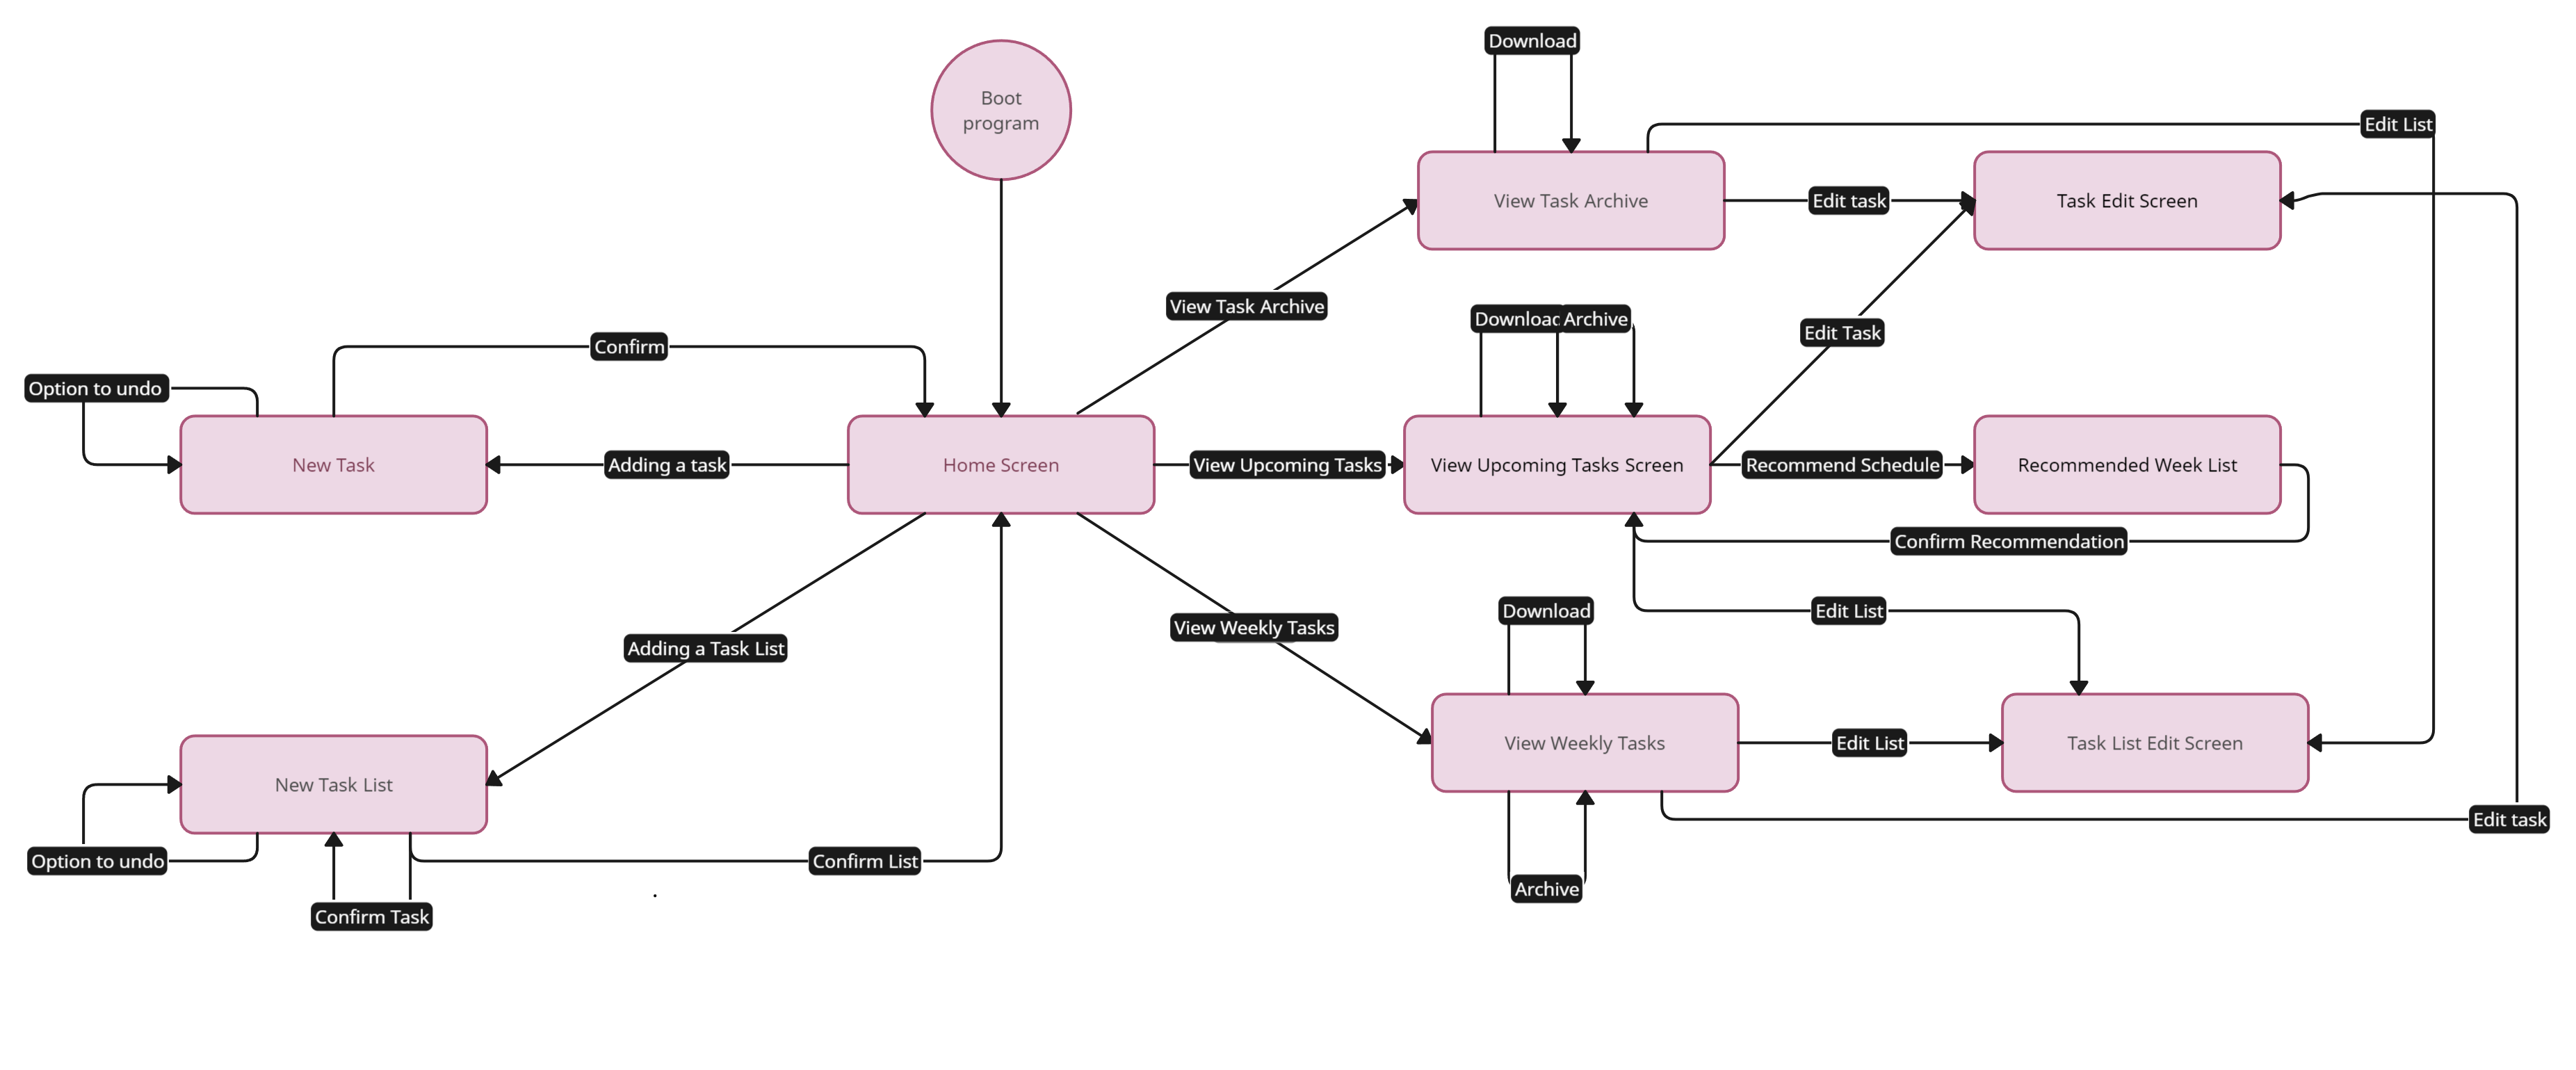 Download
Boot
program
Edit List
View Task Archive
Edit task
Task Edit Screen
View Task Archive
Download
Archive
Edit Task
Confirm
Option to undo
New Task
Adding a task
Home Screen
View Upcoming Tasks
View Upcoming Tasks Screen
Recommend Schedule
Recommended Week List
Confirm Recommendation
Download
Edit List
View Weekly Tasks
Adding a Task List
View Weekly Tasks
Edit List
Task List Edit Screen
New Task List
Edit task
Option to undo
Confirm List
Archive
Confirm Task